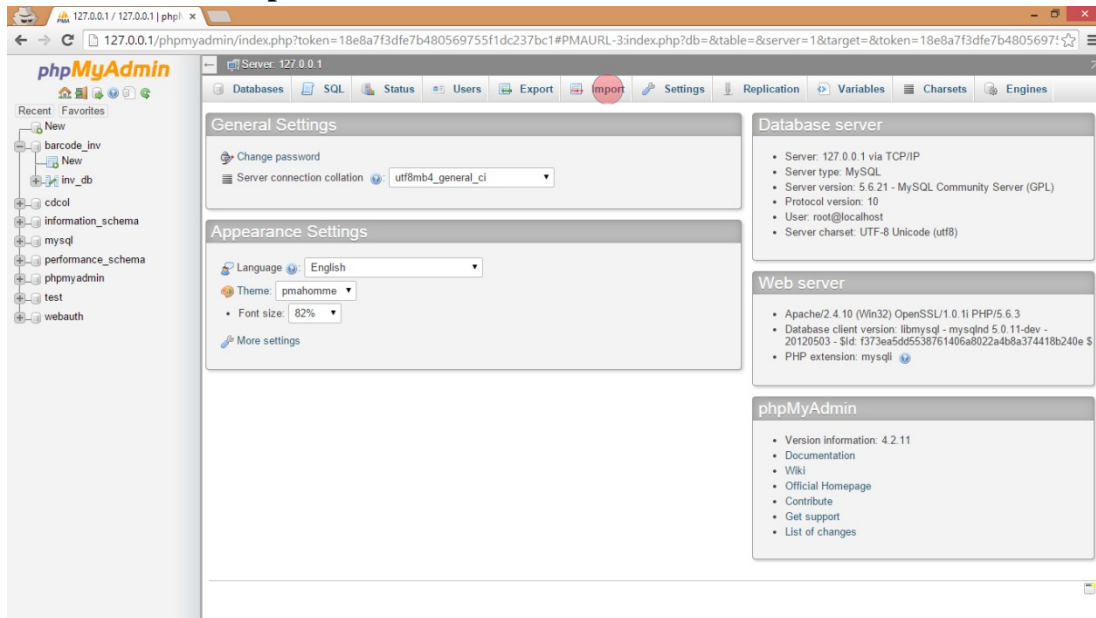 127.0.0.1 / 127.0.0.1 | phpM
127.0.0.1/phpmyadmin/index.php?token=18e8a7f3dfe7b480569755f1dc237bc1#PMAURL-3:index.php?db=&table=&server=1&target=&token=18e8a7f3dfe7b4805697
phpMyAdmin
Recent Favorites
New
barcode_inv
New
inv_db
cdcol
information_schema
mysql
performance_schema
phpmyadmin
test
webauth
Server: 127.0.0.1
Databases SQL Status Users Export Import Settings Replication Variables Charsets Engines
General Settings
Change password
Server connection collation : utf8mb4_general_ci
Appearance Settings
Language : English
Theme: pmahomme
• Font size: 82%
More settings
Database server
• Server: 127.0.0.1 via TCP/IP
• Server type: MySQL
• Server version: 5.6.21 - MySQL Community Server (GPL)
• Protocol version: 10
• User: root@localhost
• Server charset: UTF-8 Unicode (utf8)
Web server
• Apache/2.4.10 (Win32) OpenSSL/1.0.1i PHP/5.6.3
• Database client version: libmysql - mysqlnd 5.0.11-dev -
20120503 - $Id: f373ea5dd5538761406a8022a4b8a374418b240e $
• PHP extension: mysqli
phpMyAdmin
• Version information: 4.2.11
• Documentation
• Wiki
• Official Homepage
• Contribute
• Get support
• List of changes